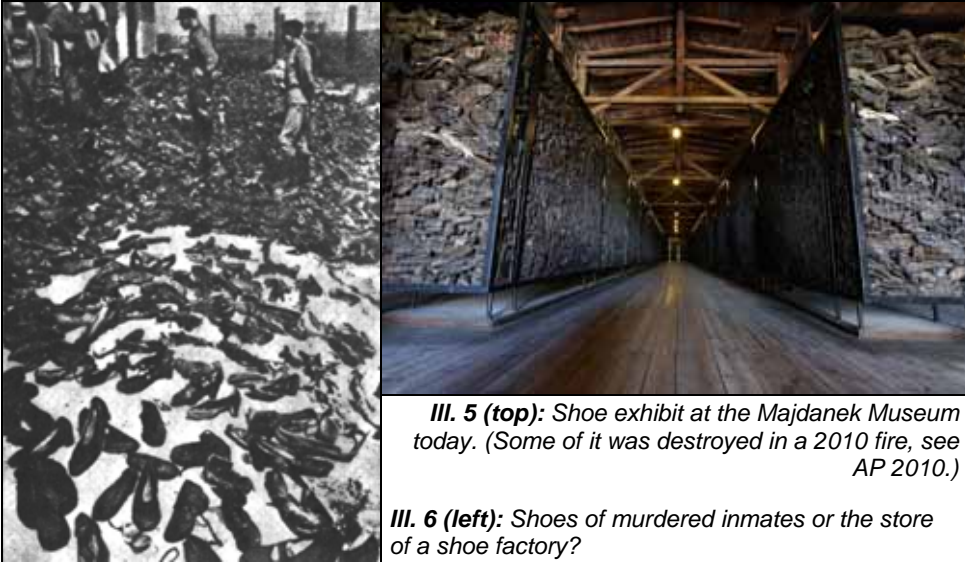 Ill. 5 (top): Shoe exhibit at the Majdanek Museum
today. (Some of it was destroyed in a 2010 fire, see
AP 2010.)
Ill. 6 (left): Shoes of murdered inmates or the store
of a shoe factory?